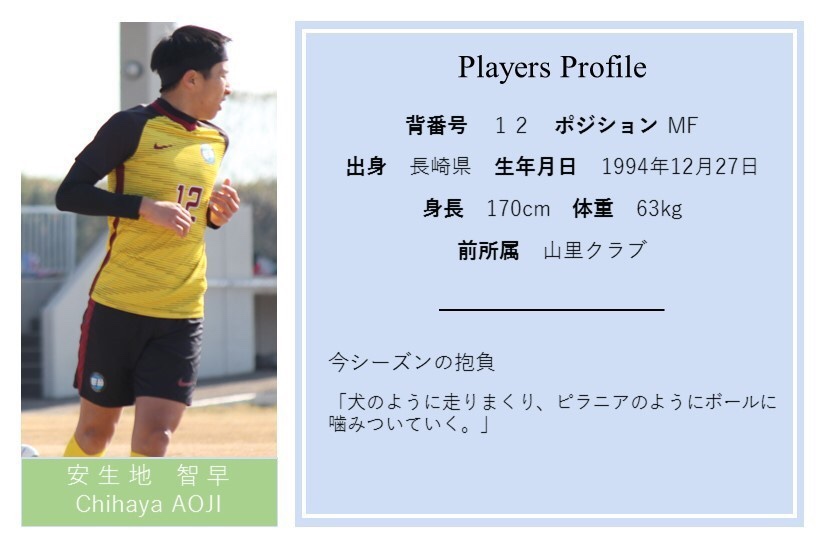 Players Profile
背番号　１２　ポジション MF
出身　長崎県　生年月日　1994年12月27日
身長　170cm　体重　63kg
前所属　山里クラブ
今シーズンの抱負
「犬のように走りまくり、ピラニアのようにボールに
噛みついていく。」
12
安生地　智早
Chihaya AOJI